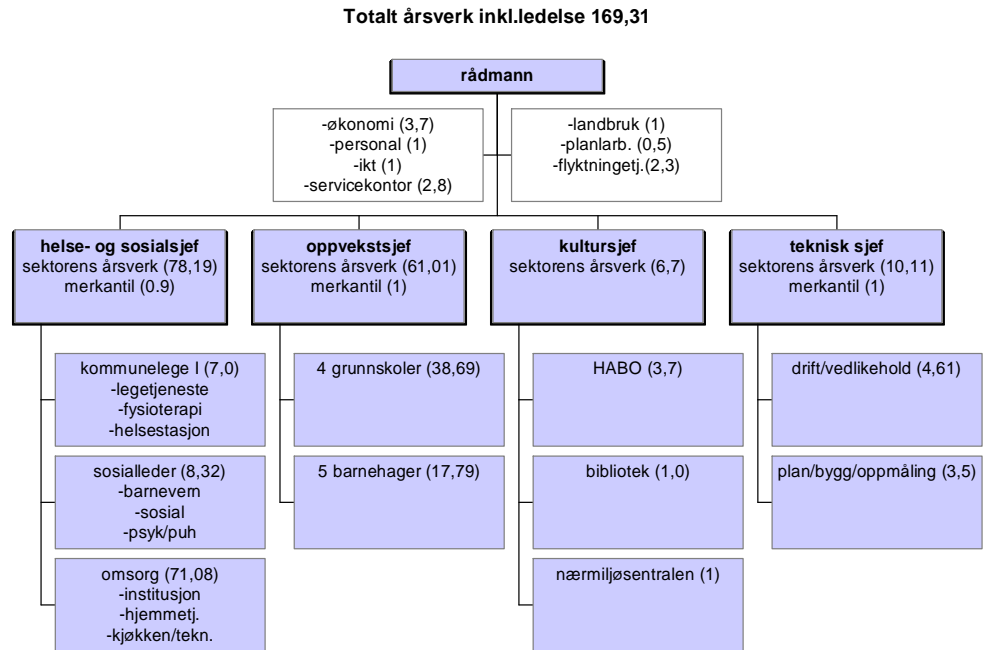 Totalt årsverk inkl.ledelse 169,31
rådmann
-økonomi (3,7)
-personal (1)
-ikt (1)
-servicekontor (2,8)
-landbruk (1)
-planlarb. (0,5)
-flyktningetj.(2,3)
helse- og sosialsjef
sektorens årsverk (78,19)
merkantil (0.9)
oppvekstsjef
sektorens årsverk (61,01)
merkantil (1)
kultursjef
sektorens årsverk (6,7)
teknisk sjef
sektorens årsverk (10,11)
merkantil (1)
kommunelege I (7,0)
-legetjeneste
-fysioterapi
-helsestasjon
sosialleder (8,32)
-barnevern
-sosial
-psyk/puh
omsorg (71,08)
-institusjon
-hjemmetj.
-kjøkken/tekn.
4 grunnskoler (38,69)
5 barnehager (17,79)
HABO (3,7)
bibliotek (1,0)
nærmiljøsentralen (1)
drift/vedlikehold (4,61)
plan/bygg/oppmåling (3,5)